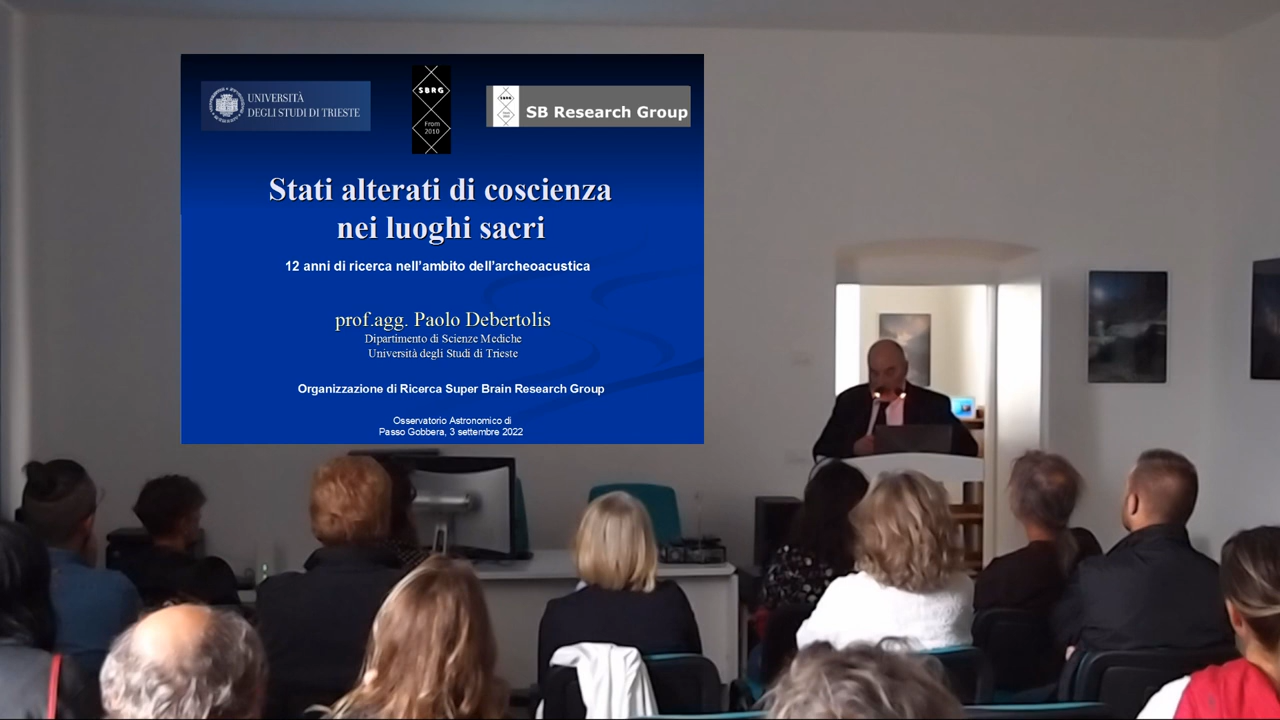 UNIVERSITÀ
DEGLI STUDI DI TRIESTE
SBRG
From
2010
SBRG
SB Research Group
Stati alterati di coscienza
nei luoghi sacri
12 anni di ricerca nell'ambito dell'archeoacustica
prof.agg. Paolo Debertolis
Dipartimento di Scienze Mediche
Università degli Studi di Trieste
Organizzazione di Ricerca Super Brain Research Group
Osservatorio Astronomico di
Passo Gobbera, 3 settembre 2022